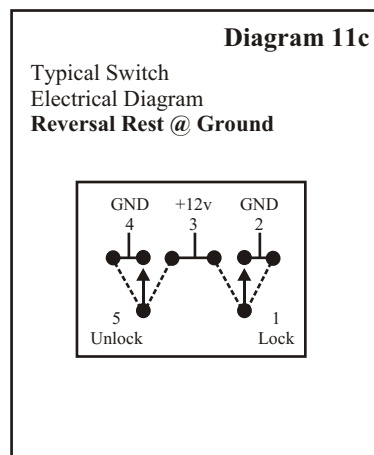 Diagram 11c
Typical Switch
Electrical Diagram
Reversal Rest @ Ground
GND +12v GND
4 3 2
5 1
Unlock Lock